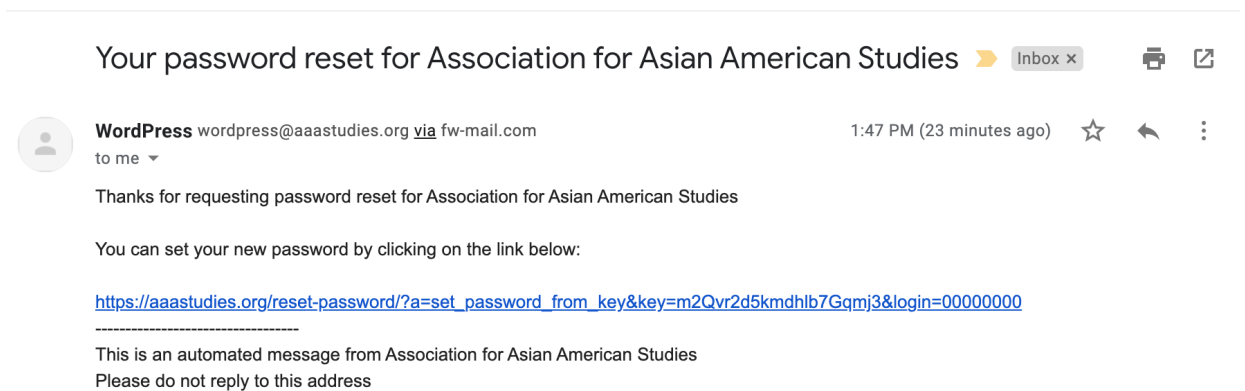 Your password reset for Association for Asian American Studies Inbox ×
WordPress wordpress@aaastudies.org via fw-mail.com 1:47 PM (23 minutes ago)
to me
Thanks for requesting password reset for Association for Asian American Studies
You can set your new password by clicking on the link below:
https://aaastudies.org/reset-password/?a=set_password_from_key&key=m2Qvr2d5kmdhlb7Gqmj3&login=00000000
----------------------------------
This is an automated message from Association for Asian American Studies
Please do not reply to this address